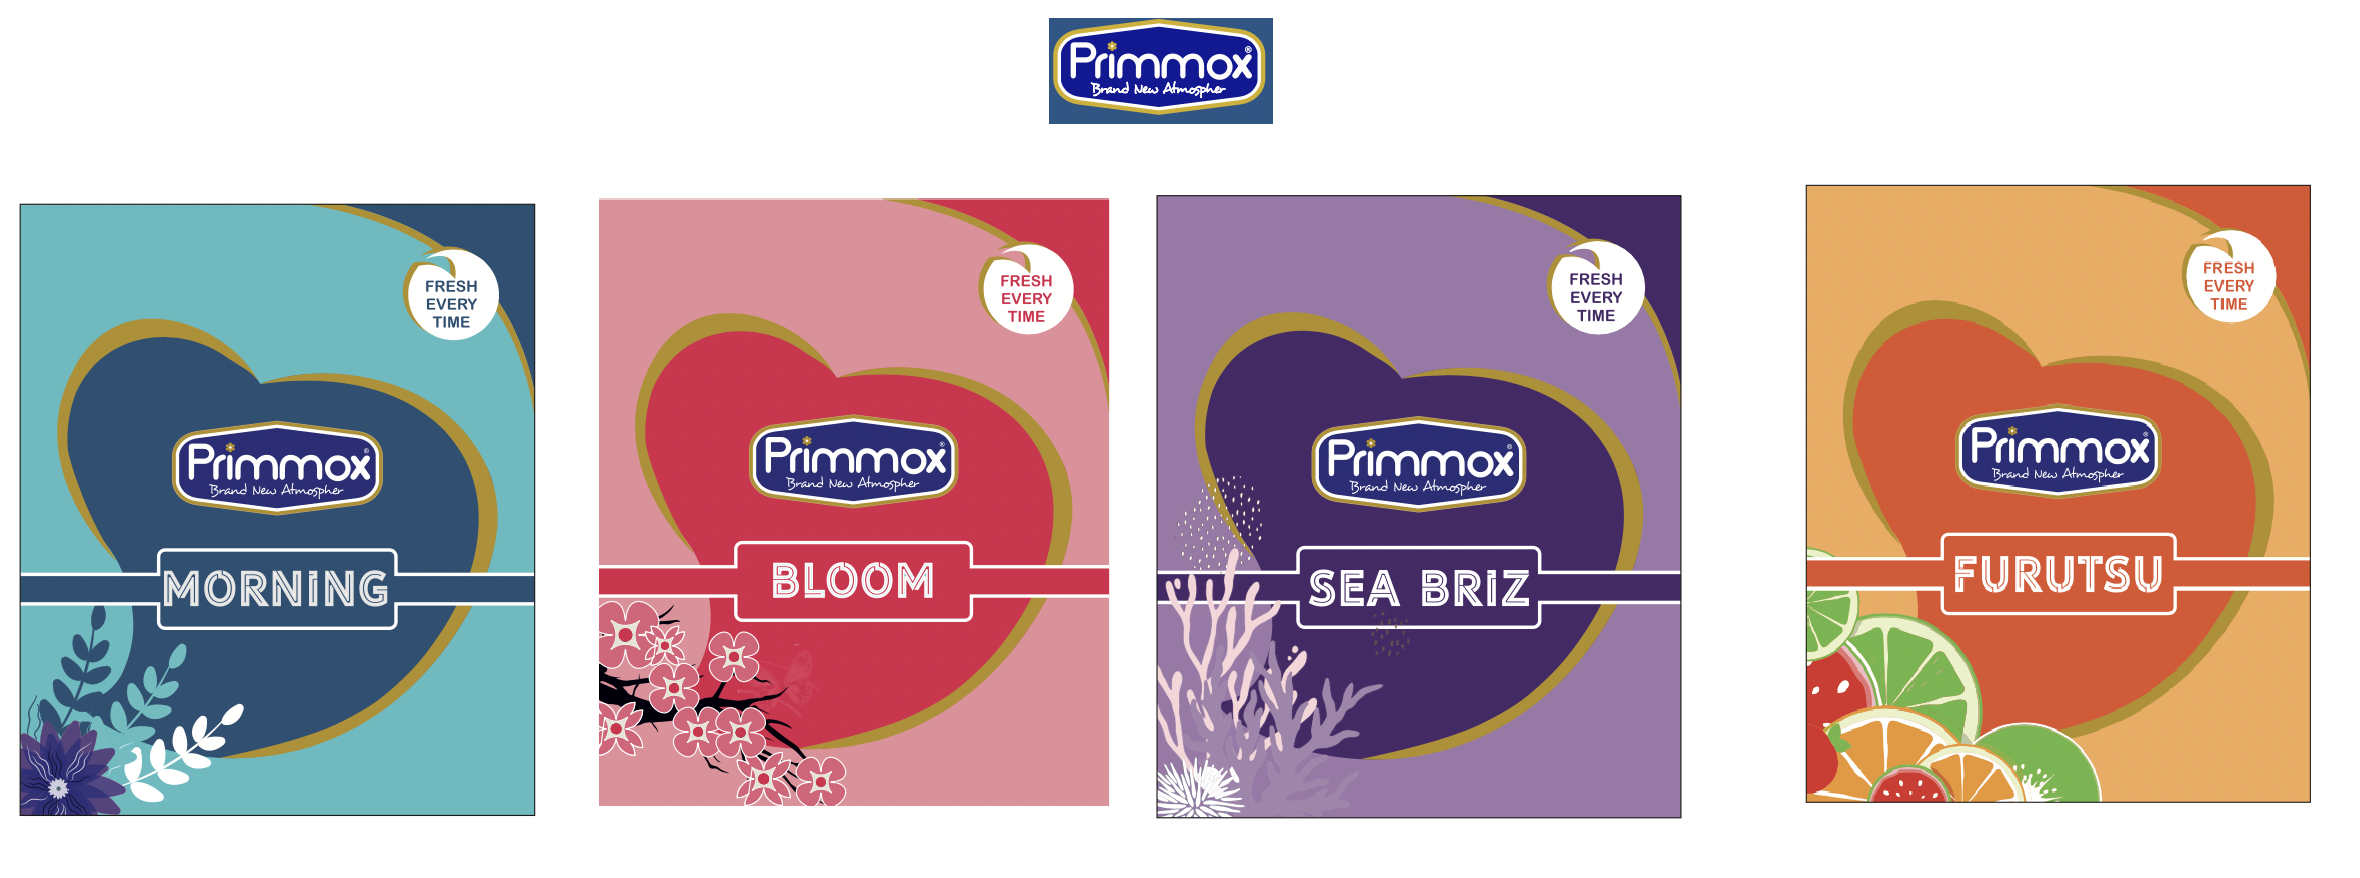 Primmox®
Brand New Atmospher
FRESH
EVERY
TIME
Primmox®
Brand New Atmospher
MORNING
FRESH
EVERY
TIME
Primmox®
Brand New Atmospher
BLOOM
FRESH
EVERY
TIME
Primmox®
Brand New Atmospher
SEA BRIZ
FRESH
EVERY
TIME
Primmox®
Brand New Atmospher
FURUTSU